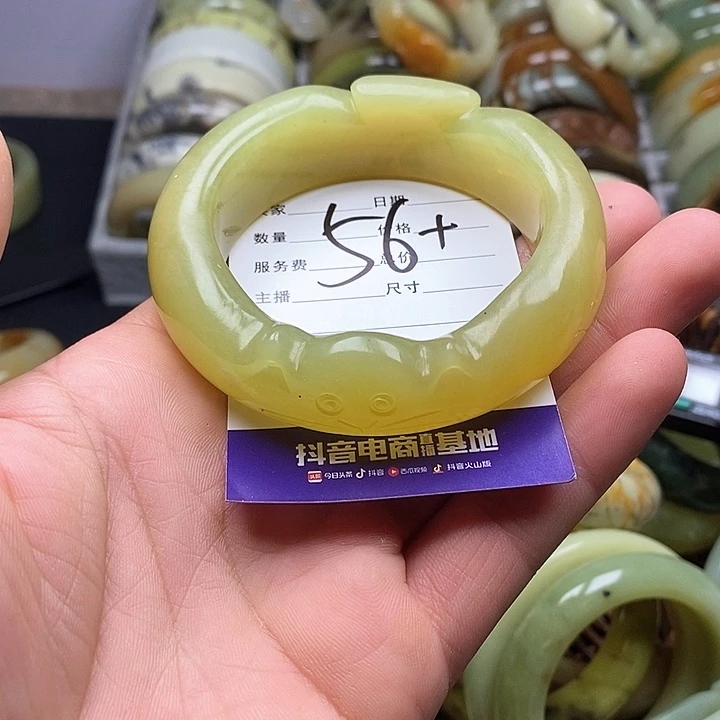 家 日期
数量 价格
服务费 总价
主播 尺寸
56+
抖音电商直播基地
头条 今日头条 抖音 西瓜视频 抖音火山版